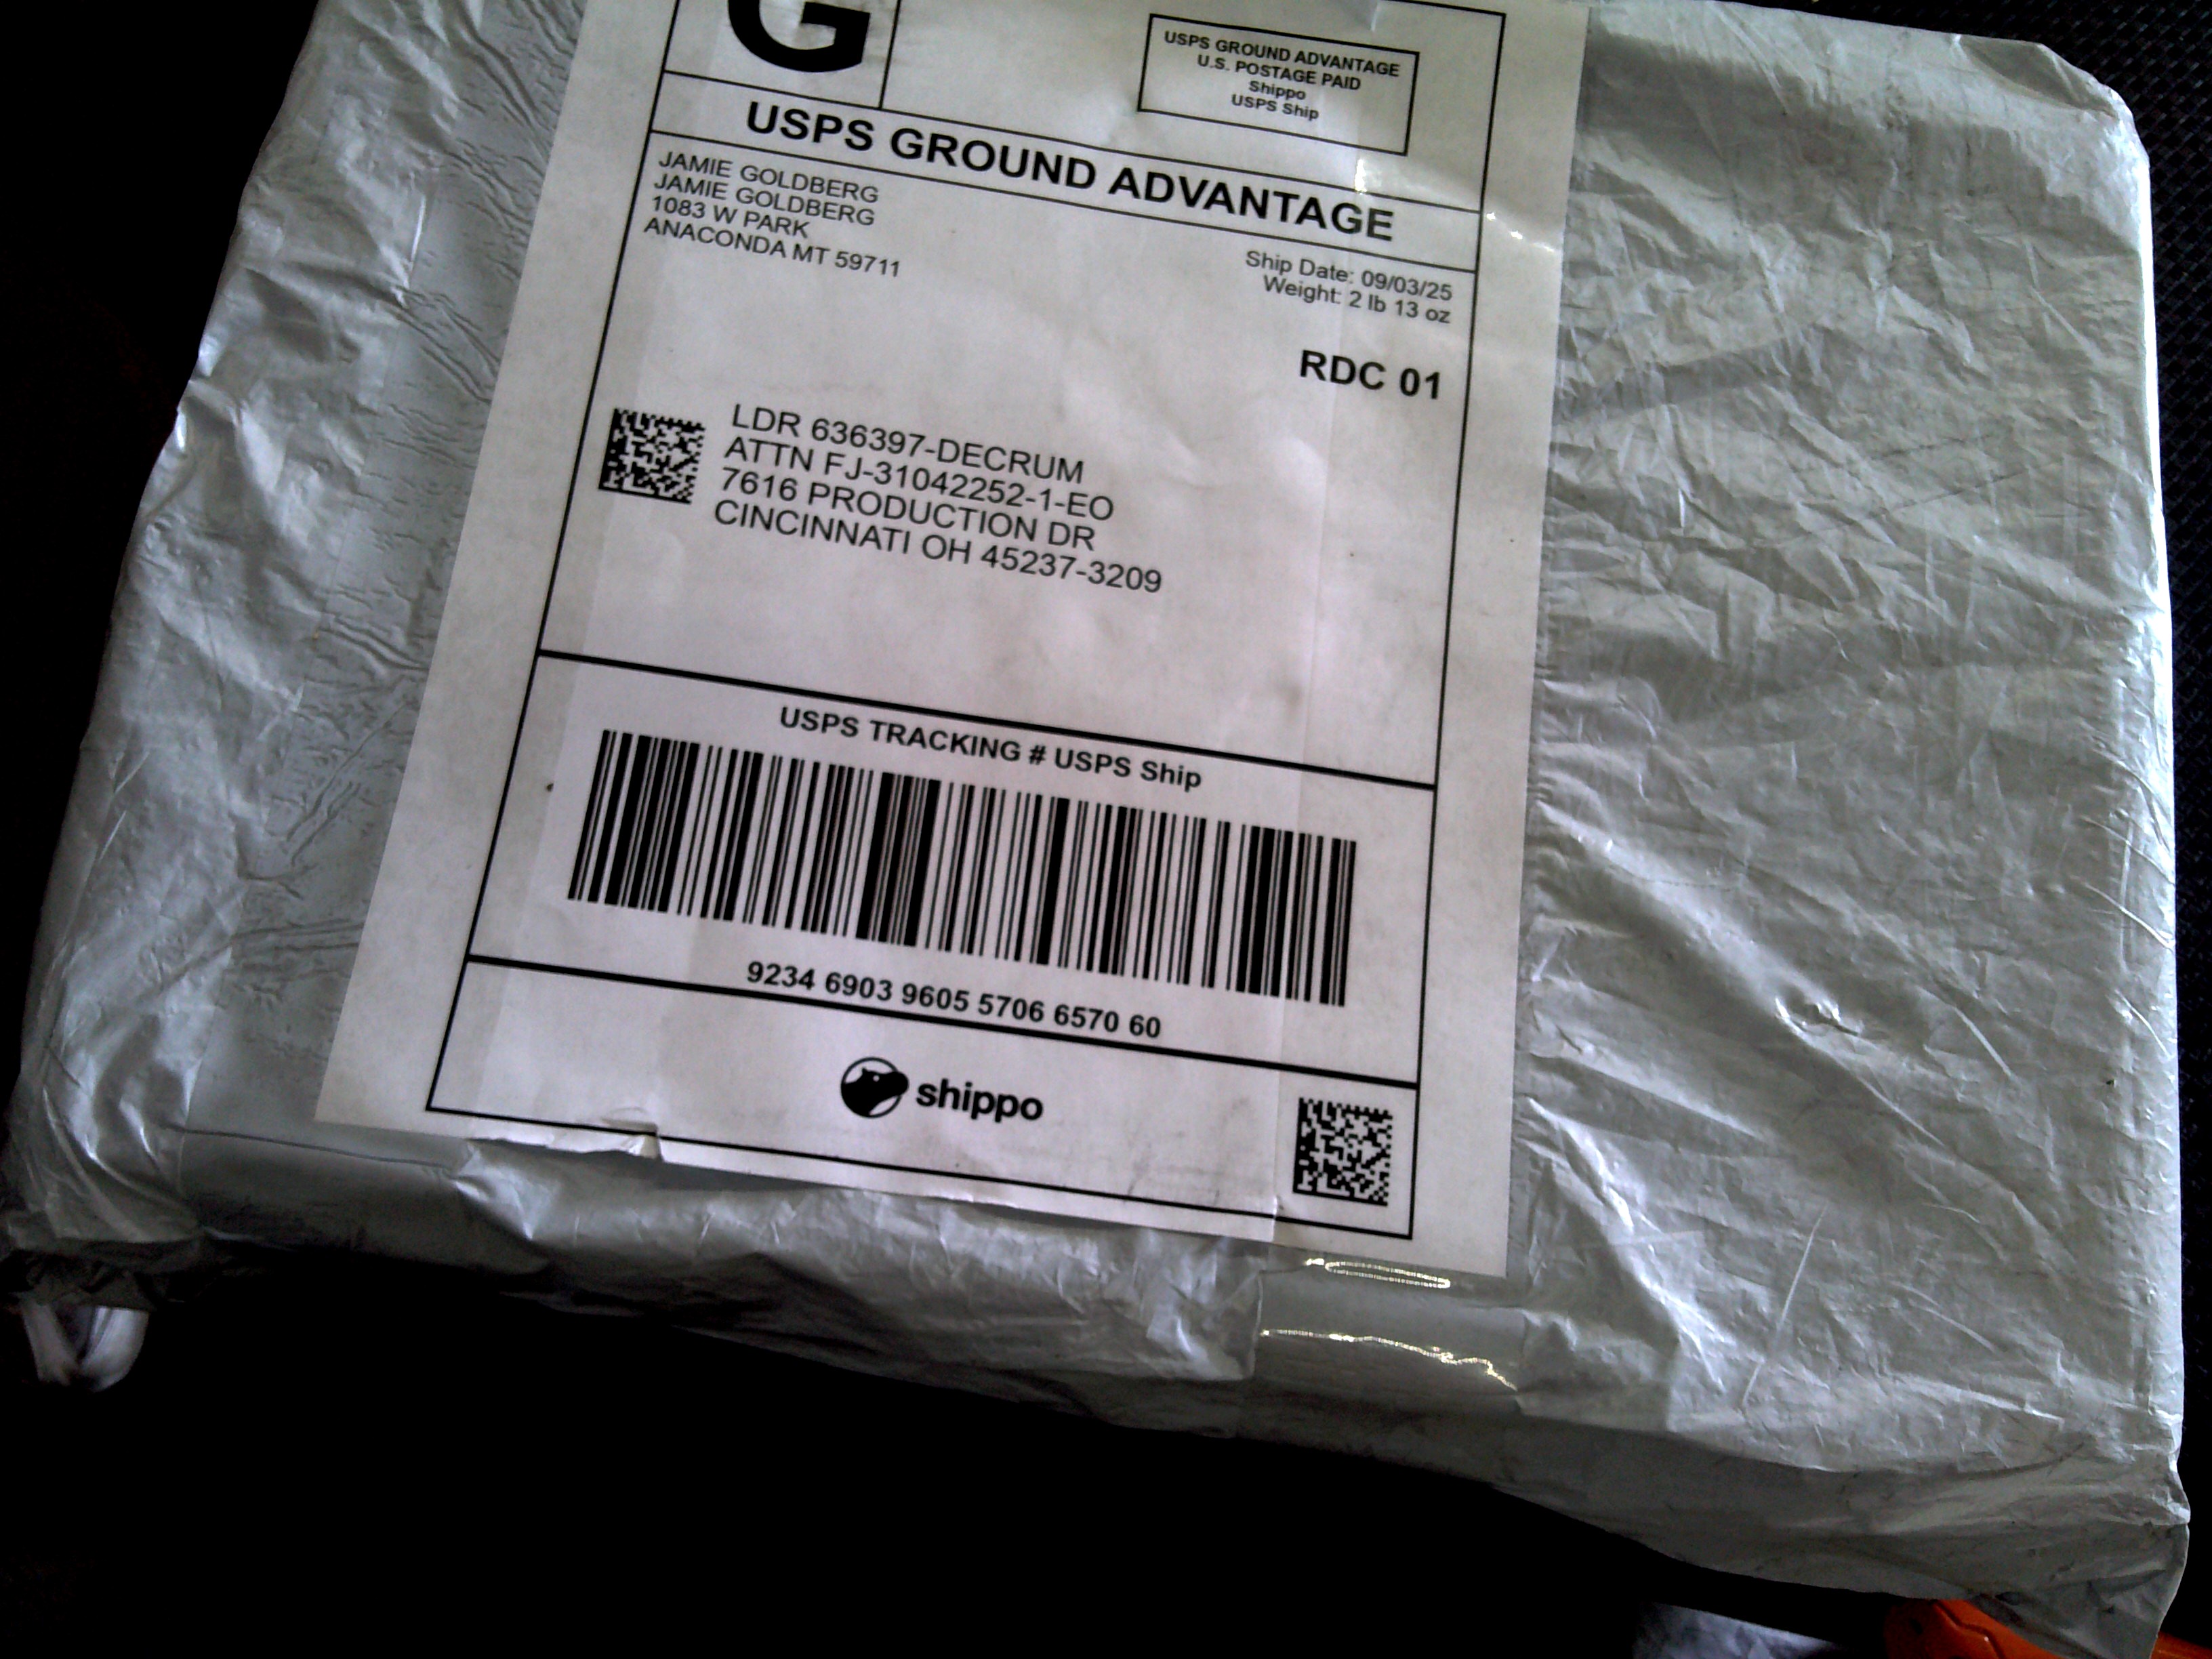 G
USPS GROUND ADVANTAGE
U.S. POSTAGE PAID
Shippo
USPS Ship
USPS GROUND ADVANTAGE
JAMIE GOLDBERG
JAMIE GOLDBERG
1083 W PARK
ANACONDA MT 59711
Ship Date: 09/03/25
Weight: 2 lb 13 oz
RDC 01
LDR 636397-DECRUM
ATTN FJ-31042252-1-EO
7616 PRODUCTION DR
CINCINNATI OH 45237-3209
USPS TRACKING # USPS Ship
9234 6903 9605 5706 6570 60
shippo